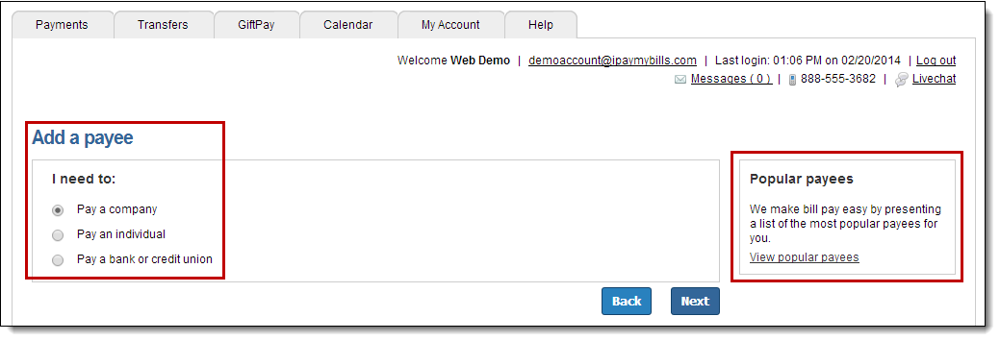 Payments Transfers GiftPay Calendar My Account Help
Welcome Web Demo | demoaccount@ipaymybills.com | Last login: 01:06 PM on 02/20/2014 | Log out
Messages ( 0 ) | 888-555-3682 | Livechat
Add a payee
I need to:
Pay a company
Pay an individual
Pay a bank or credit union
Popular payees
We make bill pay easy by presenting
a list of the most popular payees for
you.
View popular payees
Back Next